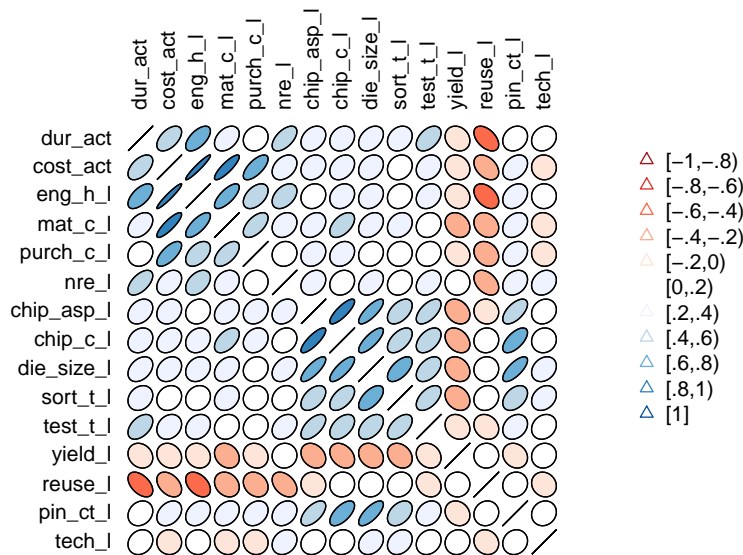 dur_act
cost_act
eng_h_l
mat_c_l
purch_c_l
nre_l
chip_asp_l
chip_c_l
die_size_l
sort_t_l
test_t_l
yield_l
reuse_l
pin_ct_l
tech_l
dur_act
cost_act
eng_h_l
mat_c_l
purch_c_l
nre_l
chip_asp_l
chip_c_l
die_size_l
sort_t_l
test_t_l
yield_l
reuse_l
pin_ct_l
tech_l
[−1,−.8)
[−.8,−.6)
[−.6,−.4)
[−.4,−.2)
[−.2,0)
[0,.2)
[.2,.4)
[.4,.6)
[.6,.8)
[.8,1)
[1]